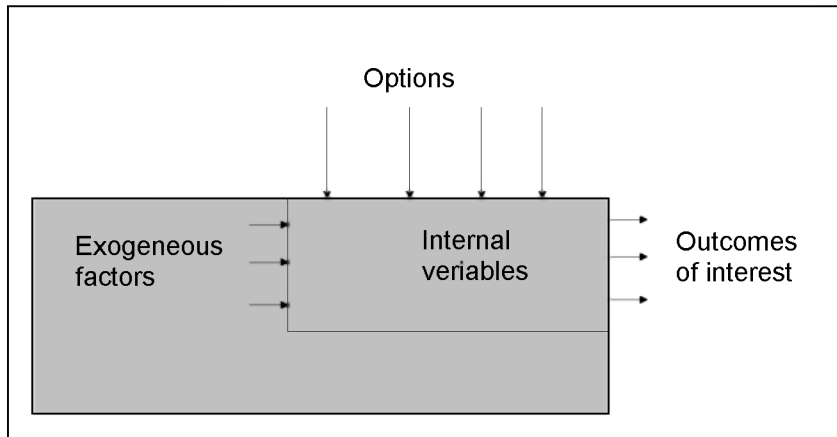 Options
Exogeneous
factors
Internal
veriables
Outcomes
of interest